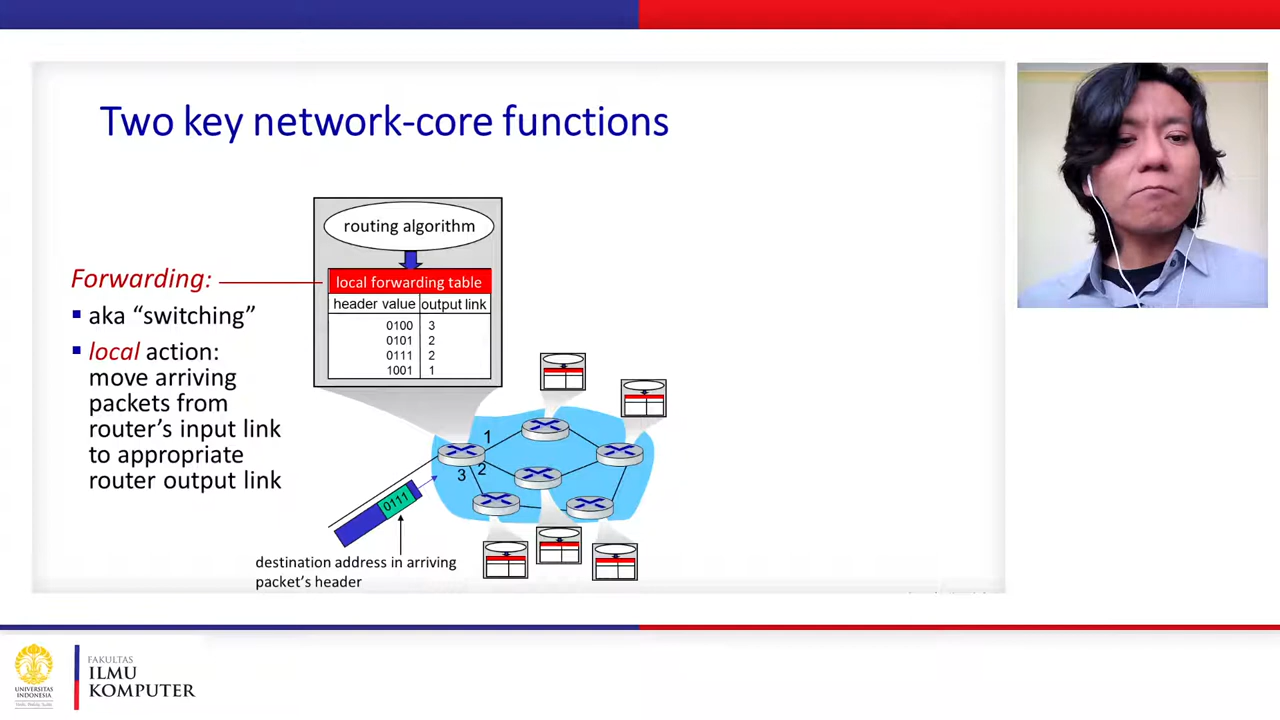 Two key network-core functions
routing algorithm
Forwarding:
local forwarding table
header value output link
0100 3
0101 2
0111 2
1001 1
▪ aka “switching”
▪ local action:
move arriving
packets from
router’s input link
to appropriate
router output link
1
2
3
0111
destination address in arriving
packet’s header
UNIVERSITAS
INDONESIA
FAKULTAS
ILMU
KOMPUTER